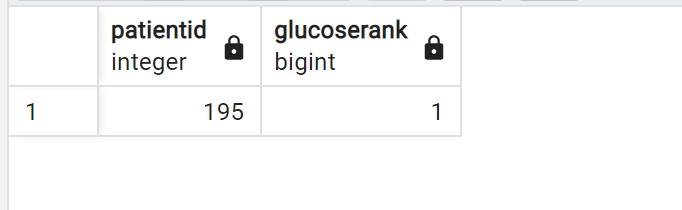 patientid glucoserank
integer bigint
1 195 1